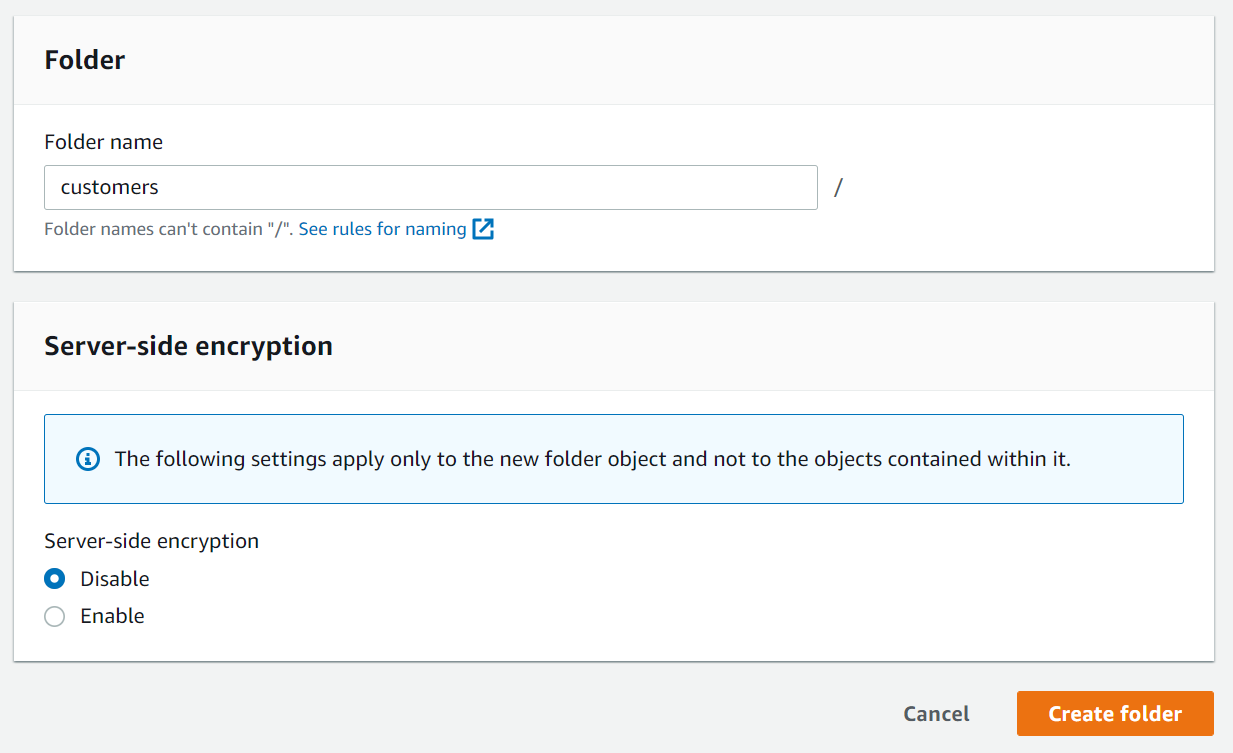 Folder
Folder name
customers
/
Folder names can't contain "/". See rules for naming
Server-side encryption
The following settings apply only to the new folder object and not to the objects contained within it.
Server-side encryption
Disable
Enable
Cancel
Create folder